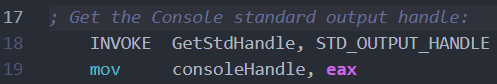 17 ; Get the Console standard output handle:
18 INVOKE GetStdHandle, STD_OUTPUT_HANDLE
19 mov consoleHandle, eax